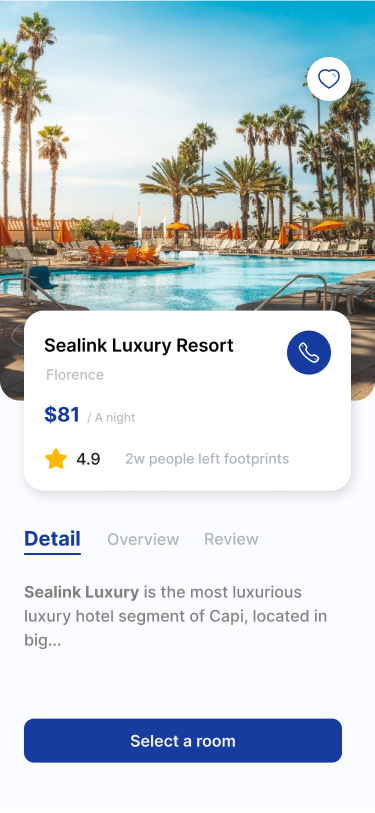 Sealink Luxury Resort
Florence
$81 / A night
4.9 2w people left footprints
Detail Overview Review
Sealink Luxury is the most luxurious
luxury hotel segment of Capi, located in
big...
Select a room